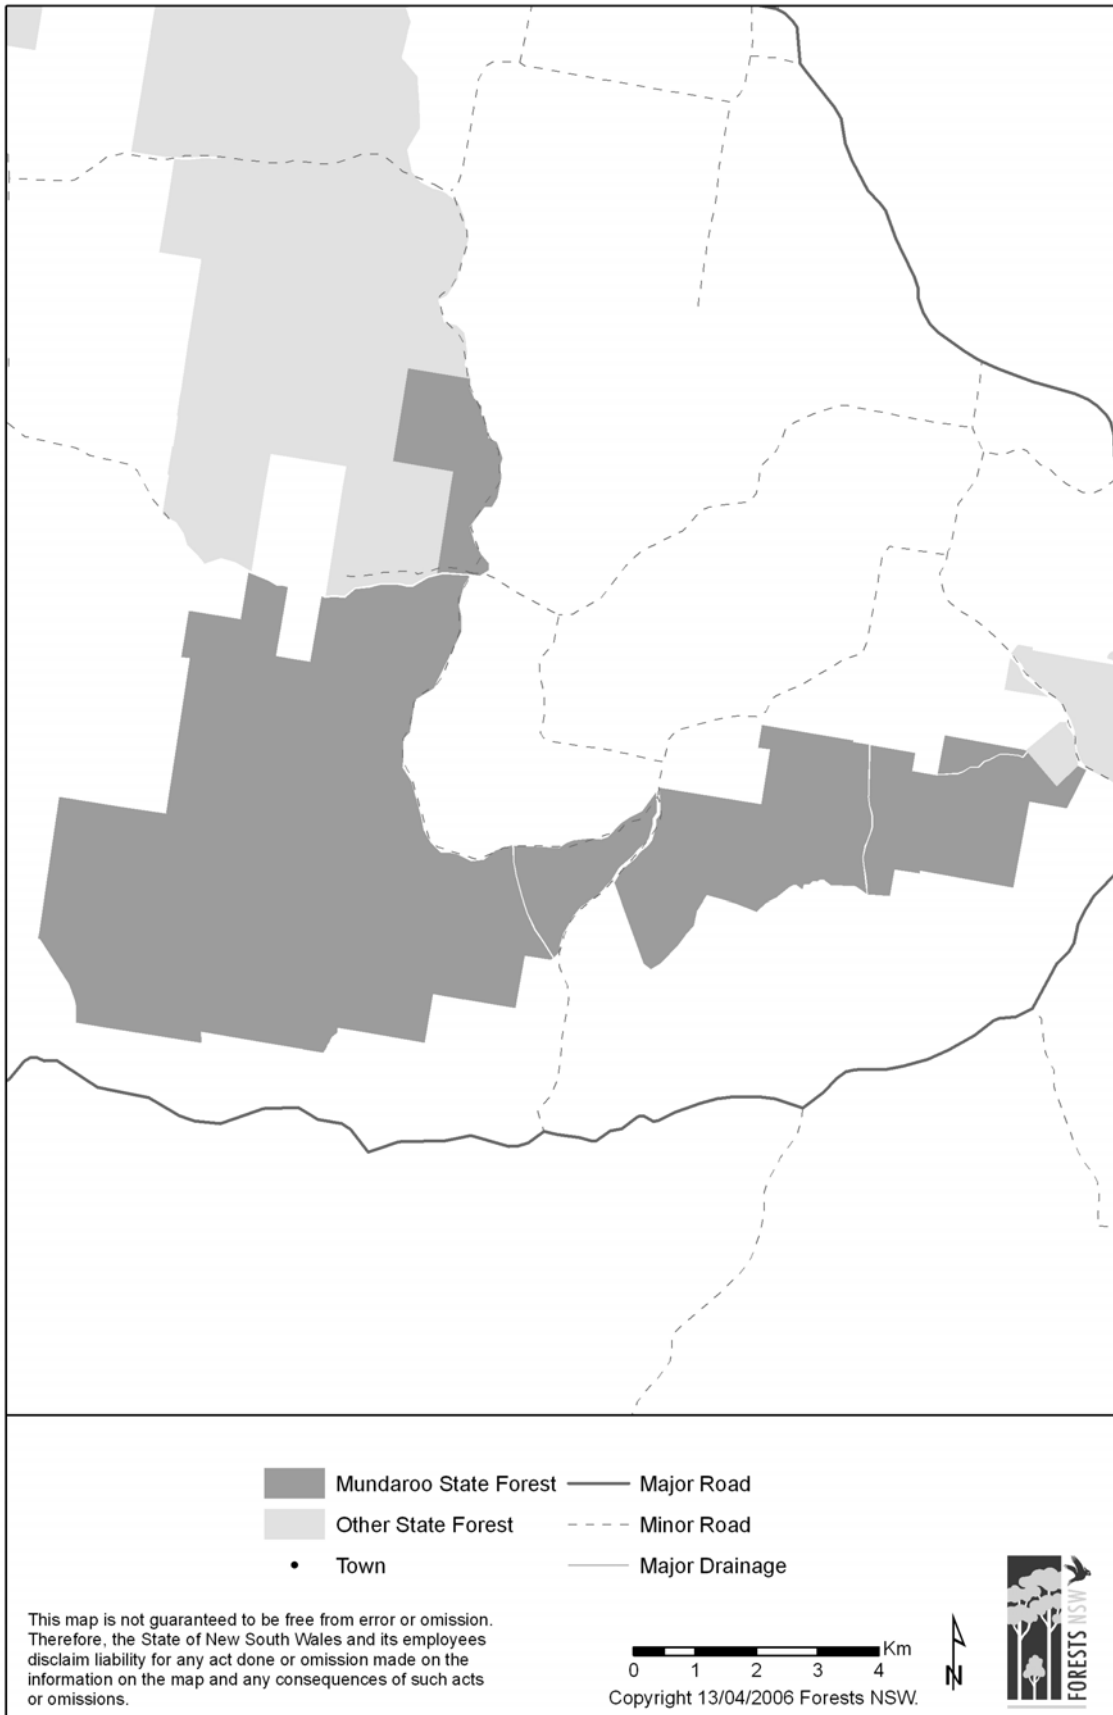 Mundaroo State Forest
Major Road
Other State Forest
Minor Road
Town
Major Drainage
This map is not guaranteed to be free from error or omission.
Therefore, the State of New South Wales and its employees
disclaim liability for any act done or omission made on the
information on the map and any consequences of such acts
or omissions.
Km
0 1 2 3 4
Copyright 13/04/2006 Forests NSW.
N
FORESTS NSW